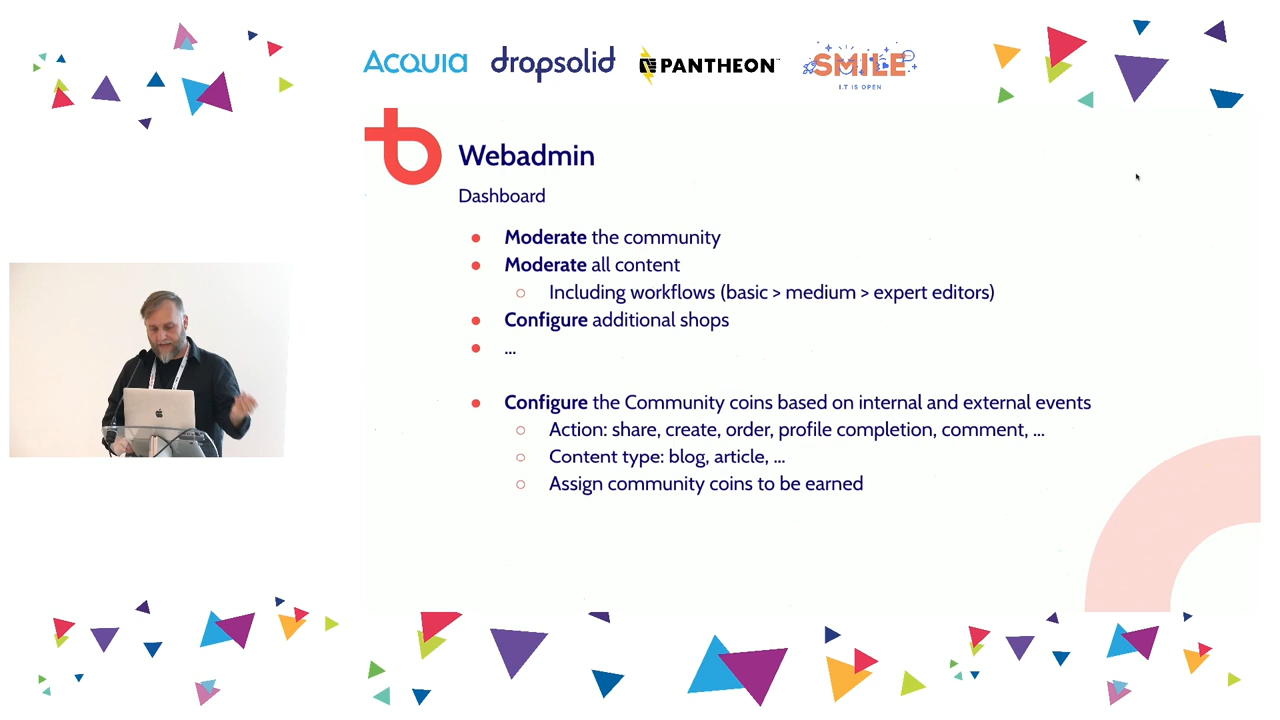 Acquia
dropsolid
PANTHEON
SMILE
I.T IS OPEN
Webadmin
Dashboard
● Moderate the community
● Moderate all content
○ Including workflows (basic > medium > expert editors)
● Configure additional shops
● ...
● Configure the Community coins based on internal and external events
○ Action: share, create, order, profile completion, comment, ...
○ Content type: blog, article, ...
○ Assign community coins to be earned